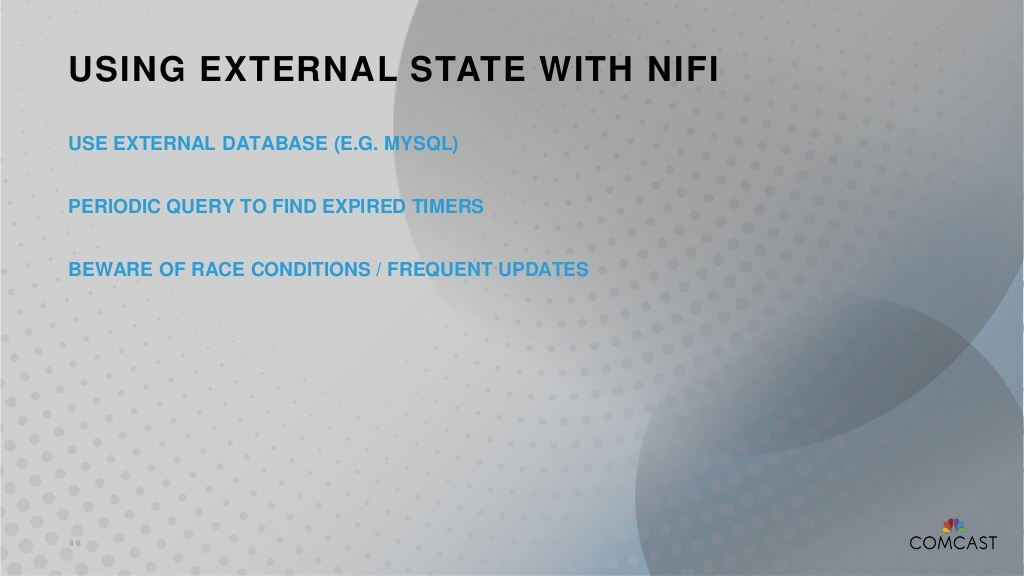 USING EXTERNAL STATE WITH NIFI
USE EXTERNAL DATABASE (E.G. MYSQL)
PERIODIC QUERY TO FIND EXPIRED TIMERS
BEWARE OF RACE CONDITIONS / FREQUENT UPDATES
46
COMCAST